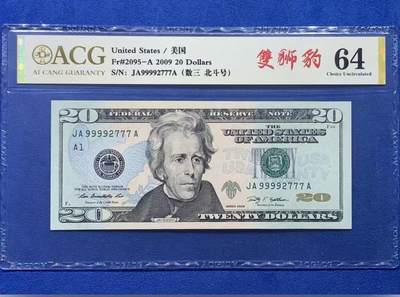 ACG
AI CANG GUARANTY
United States / 美国
Fr#2095-A 2009 20 Dollars
S/N: JA99992777A (数三 北斗号)
雙獅豹
64
Choice Uncirculated
20
FEDERAL RESERVE NOTE
20
JA 99992777 A
A1
THE UNITED STATES OF AMERICA
JA 99992777 A
20
TWENTY DOLLARS
20